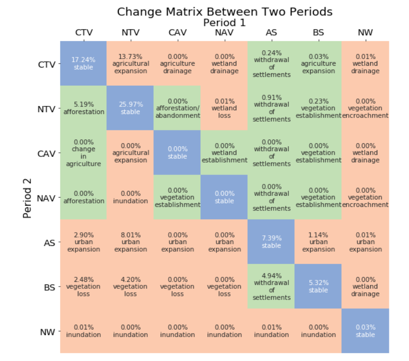 Change Matrix Between Two Periods
Period 1
CTV NTV CAV NAV AS BS NW
Period 2
CTV
17.24%
stable
13.73%
agricultural
expansion
0.00%
agriculture
drainage
0.00%
wetland
drainage
0.24%
withdrawal
of
settlements
0.03%
agriculture
expansion
0.01%
wetland
drainage
NTV
5.19%
afforestation
25.97%
stable
0.00%
afforestation/
abandonment
0.01%
wetland
loss
0.91%
withdrawal
of
settlements
0.23%
vegetation
establishment
0.00%
vegetation
encroachment
CAV
0.00%
change
in
agriculture
0.00%
agricultural
expansion
0.00%
stable
0.00%
wetland
establishment
0.00%
withdrawal
of
settlements
0.00%
vegetation
establishment
0.00%
wetland
drainage
NAV
0.00%
afforestation
0.00%
inundation
0.00%
vegetation
establishment
0.00%
stable
0.00%
withdrawal
of
settlements
0.00%
vegetation
establishment
0.00%
vegetation
encroachment
AS
2.90%
urban
expansion
8.01%
urban
expansion
0.00%
urban
expansion
0.00%
urban
expansion
7.39%
stable
1.14%
urban
expansion
0.01%
urban
expansion
BS
2.48%
vegetation
loss
4.20%
vegetation
loss
0.00%
vegetation
loss
0.00%
vegetation
loss
4.94%
withdrawal
of
settlements
5.32%
stable
0.00%
wetland
drainage
NW
0.01%
inundation
0.00%
inundation
0.00%
inundation
0.00%
inundation
0.01%
inundation
0.00%
inundation
0.03%
stable